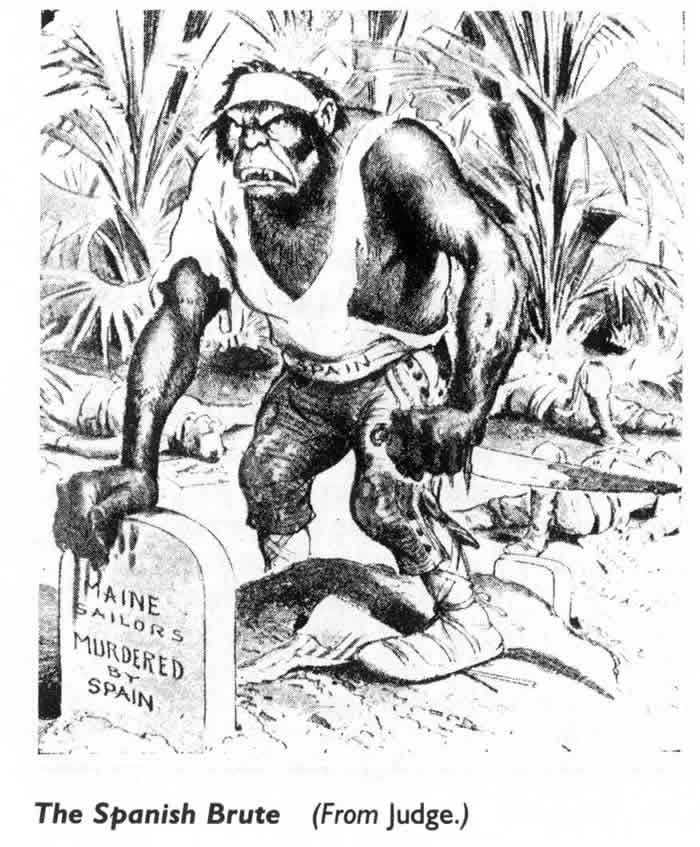 SPAIN
MAINE
SAILORS
MURDERED
BY
SPAIN
The Spanish Brute (From Judge.)